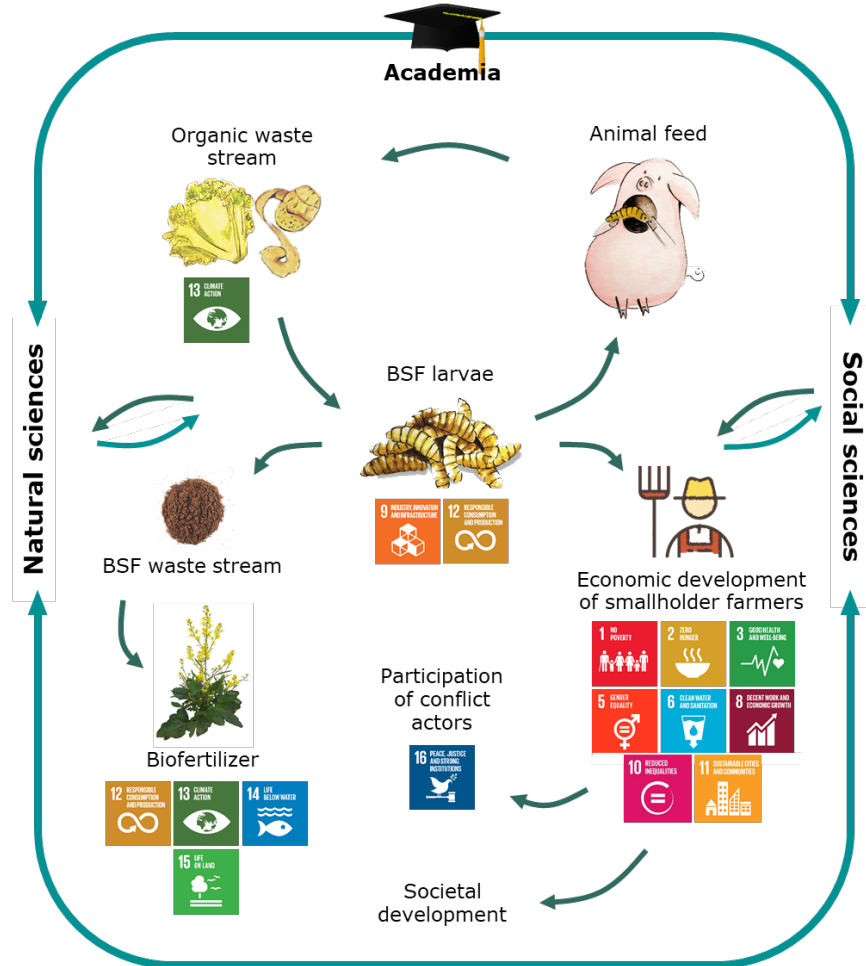 Academia
Organic waste
stream
Animal feed
13 CLIMATE
ACTION
BSF larvae
Natural sciences
Social sciences
9 INDUSTRY, INNOVATION
AND INFRASTRUCTURE
12 RESPONSIBLE
CONSUMPTION
AND PRODUCTION
BSF waste stream
Economic development
of smallholder farmers
1 NO
POVERTY
2 ZERO
HUNGER
3 GOOD HEALTH
AND WELL-BEING
5 GENDER
EQUALITY
6 CLEAN WATER
AND SANITATION
8 DECENT WORK AND
ECONOMIC GROWTH
10 REDUCED
INEQUALITIES
11 SUSTAINABLE CITIES
AND COMMUNITIES
Participation
of conflict
actors
16 PEACE, JUSTICE
AND STRONG
INSTITUTIONS
Biofertilizer
12 RESPONSIBLE
CONSUMPTION
AND PRODUCTION
13 CLIMATE
ACTION
14 LIFE
BELOW WATER
15 LIFE
ON LAND
Societal
development